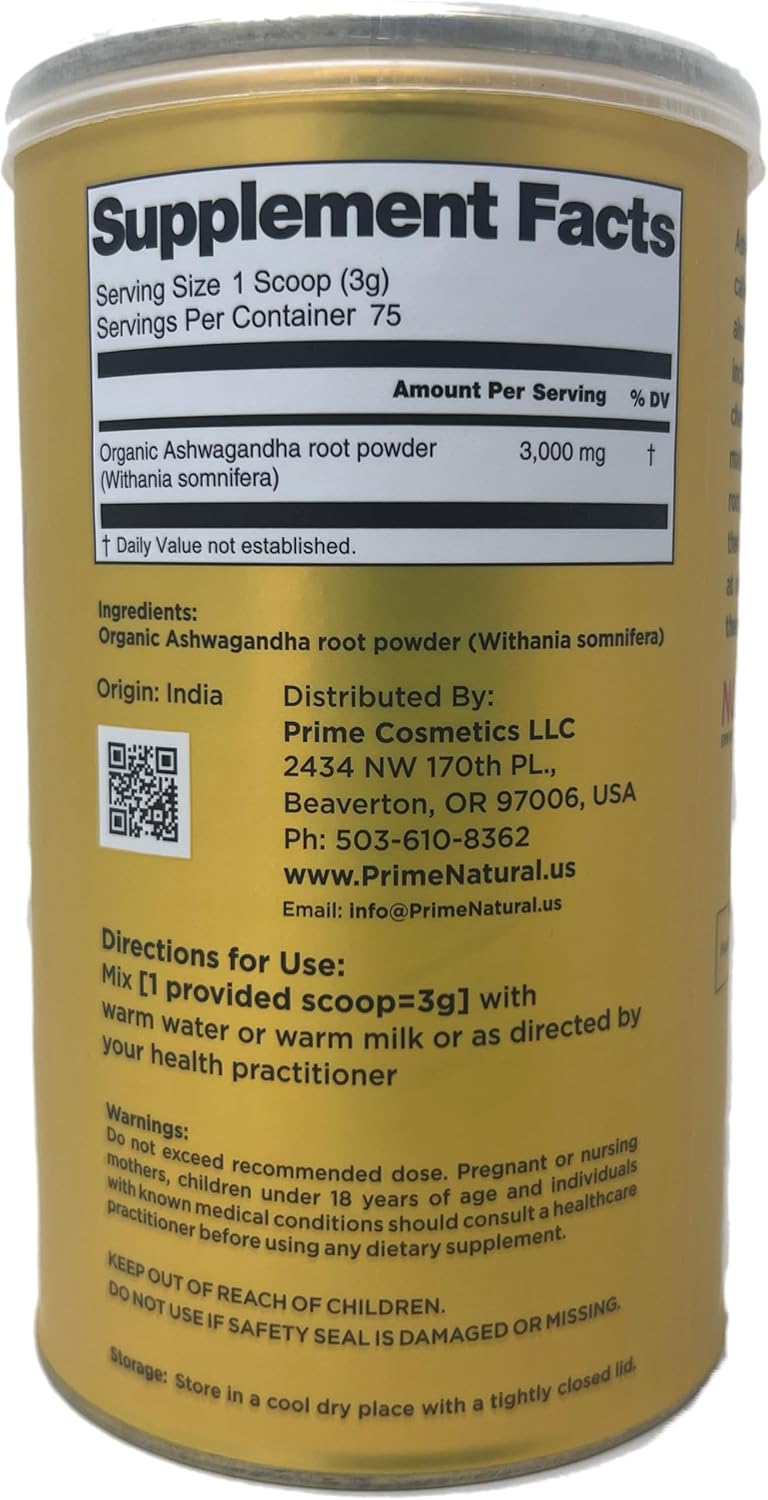 Supplement Facts
Serving Size 1 Scoop (3g)
Servings Per Container 75
Amount Per Serving % DV
Organic Ashwagandha root powder 3,000 mg †
(Withania somnifera)
† Daily Value not established.
Ingredients:
Organic Ashwagandha root powder (Withania somnifera)
Origin: India
Distributed By:
Prime Cosmetics LLC
2434 NW 170th PL.,
Beaverton, OR 97006, USA
Ph: 503-610-8362
www.PrimeNatural.us
Email: info@PrimeNatural.us
Directions for Use:
Mix [1 provided scoop=3g] with
warm water or warm milk or as directed by
your health practitioner
Warnings:
Do not exceed recommended dose. Pregnant or nursing
mothers, children under 18 years of age and individuals
with known medical conditions should consult a healthcare
practitioner before using any dietary supplement.
KEEP OUT OF REACH OF CHILDREN.
DO NOT USE IF SAFETY SEAL IS DAMAGED OR MISSING.
Storage: Store in a cool dry place with a tightly closed lid.